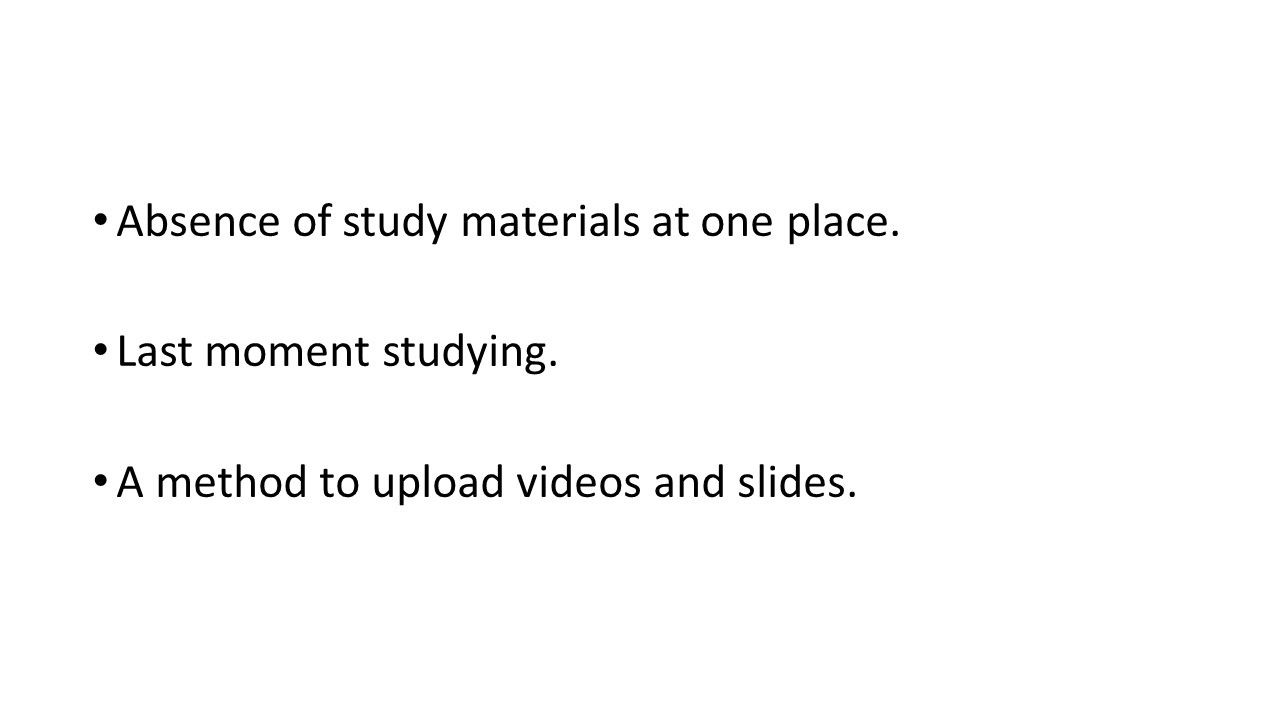 • Absence of study materials at one place.
• Last moment studying.
• A method to upload videos and slides.